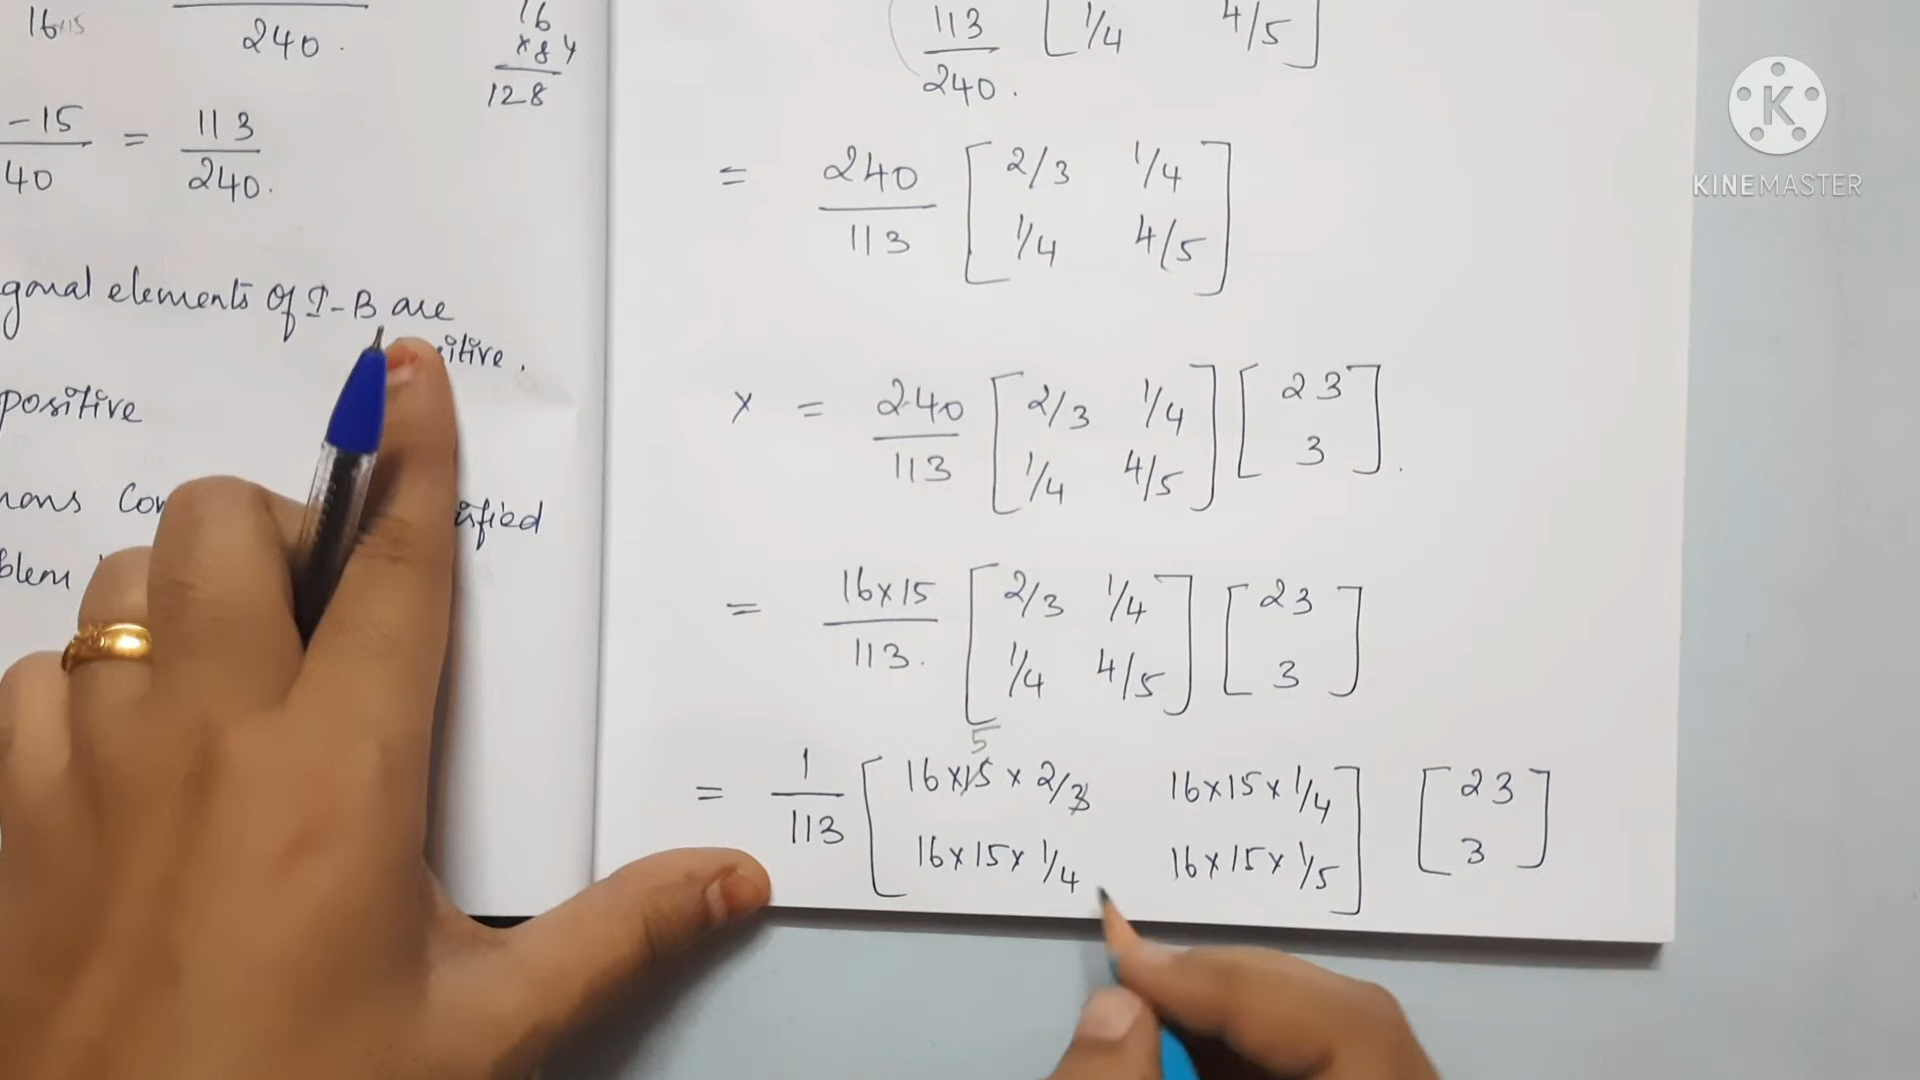 16×15
240.
-15/40 = 113/240.
16
×8
128
gonal elements of I-B are
sitive.
positive
blem
113/240. [1/4 4/5]
= 240/113 [2/3 1/4
1/4 4/5]
x = 240/113 [2/3 1/4
1/4 4/5] [23
3].
= 16×15/113. [2/3 1/4
1/4 4/5] [23
3]
5
= 1/113 [16×15×2/3 16×15×1/4
16×15×1/4 16×15×1/5] [23
3]
K
KINEMASTER